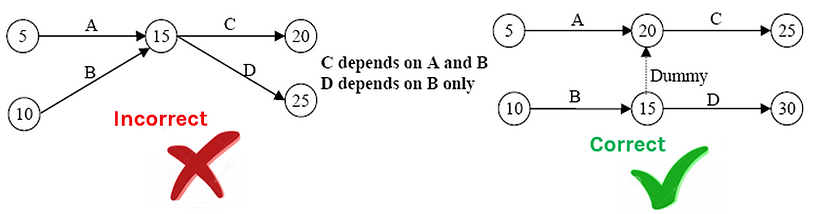 5 A 15 C 20
B D
10 25
Incorrect
C depends on A and B
D depends on B only
5 A 20 C 25
Dummy
10 B 15 D 30
Correct